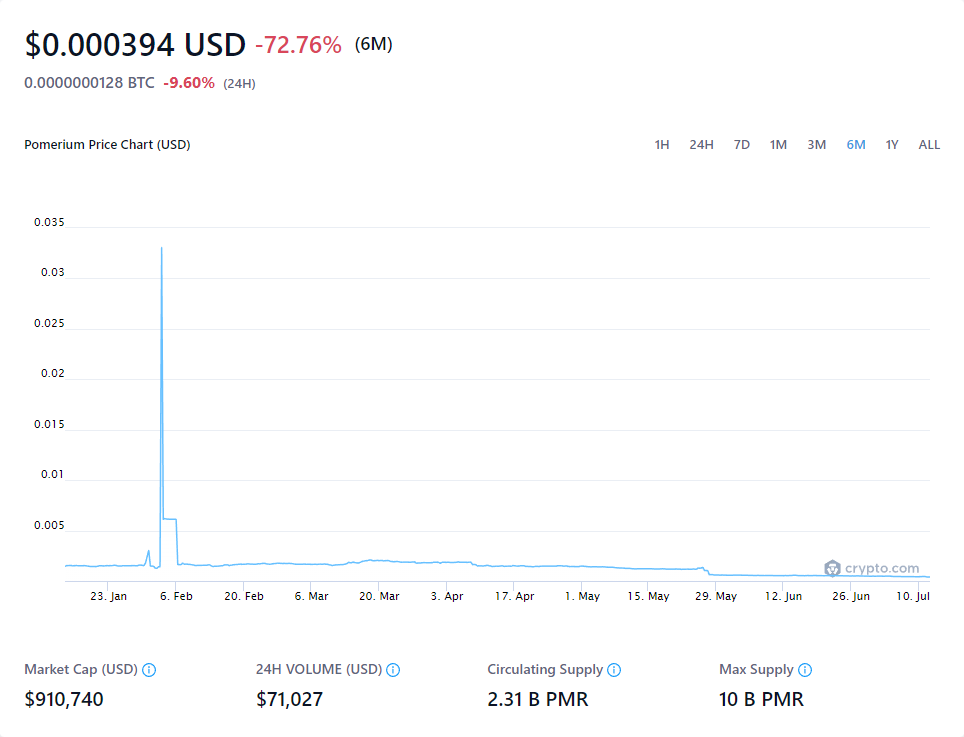 $0.000394 USD -72.76% (6M)
0.0000000128 BTC -9.60% (24H)
Pomerium Price Chart (USD) 1H 24H 7D 1M 3M 6M 1Y ALL
0.035
0.03
0.025
0.02
0.015
0.01
0.005
crypto.com
23. Jan 6. Feb 20. Feb 6. Mar 20. Mar 3. Apr 17. Apr 1. May 15. May 29. May 12. Jun 26. Jun 10. Jul
Market Cap (USD) 24H VOLUME (USD) Circulating Supply Max Supply
$910,740 $71,027 2.31 B PMR 10 B PMR